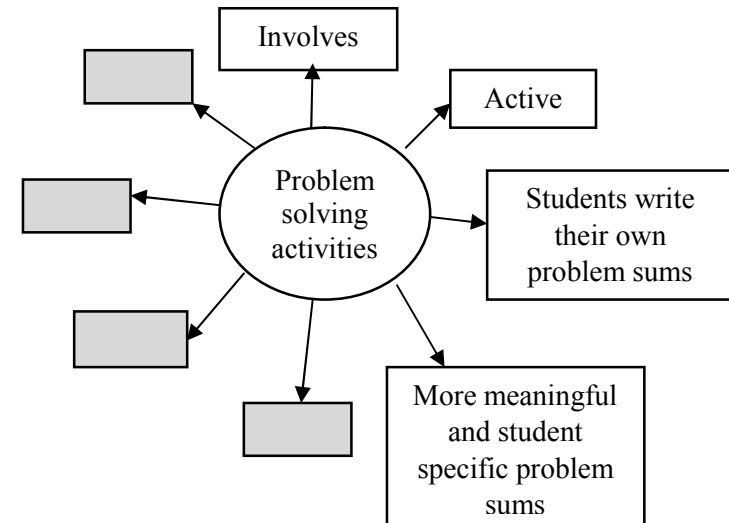 Involves
Active
Problem
solving
activities
Students write
their own
problem sums
More meaningful
and student
specific problem
sums